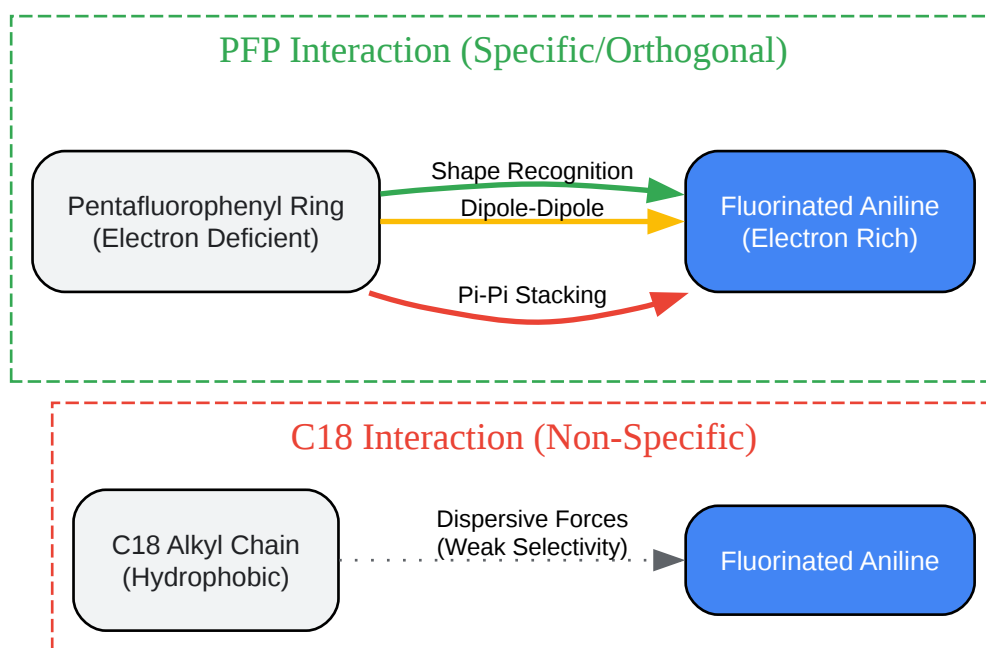 PFP Interaction (Specific/Orthogonal)
Pentafluorophenyl Ring
(Electron Deficient)
Shape Recognition
Dipole-Dipole
Pi-Pi Stacking
Fluorinated Aniline
(Electron Rich)
C18 Interaction (Non-Specific)
C18 Alkyl Chain
(Hydrophobic)
Dispersive Forces
(Weak Selectivity)
Fluorinated Aniline